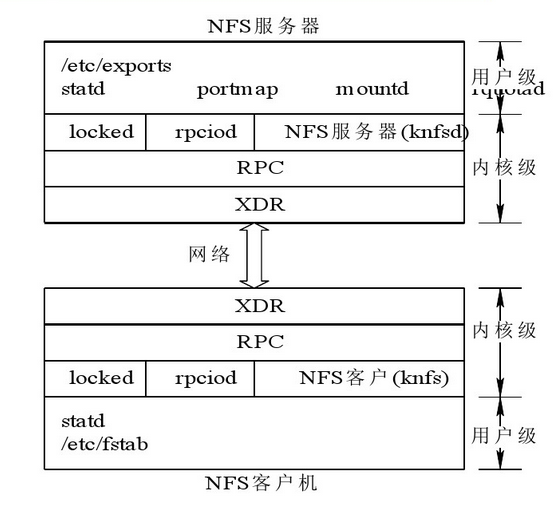 NFS服务器
/etc/exports
statd portmap mountd rquotad
用户级
locked rpciod NFS服务器(knfsd)
RPC
内核级
XDR
网络
XDR
内核级
RPC
locked rpciod NFS客户(knfs)
statd
用户级
/etc/fstab
NFS客户机